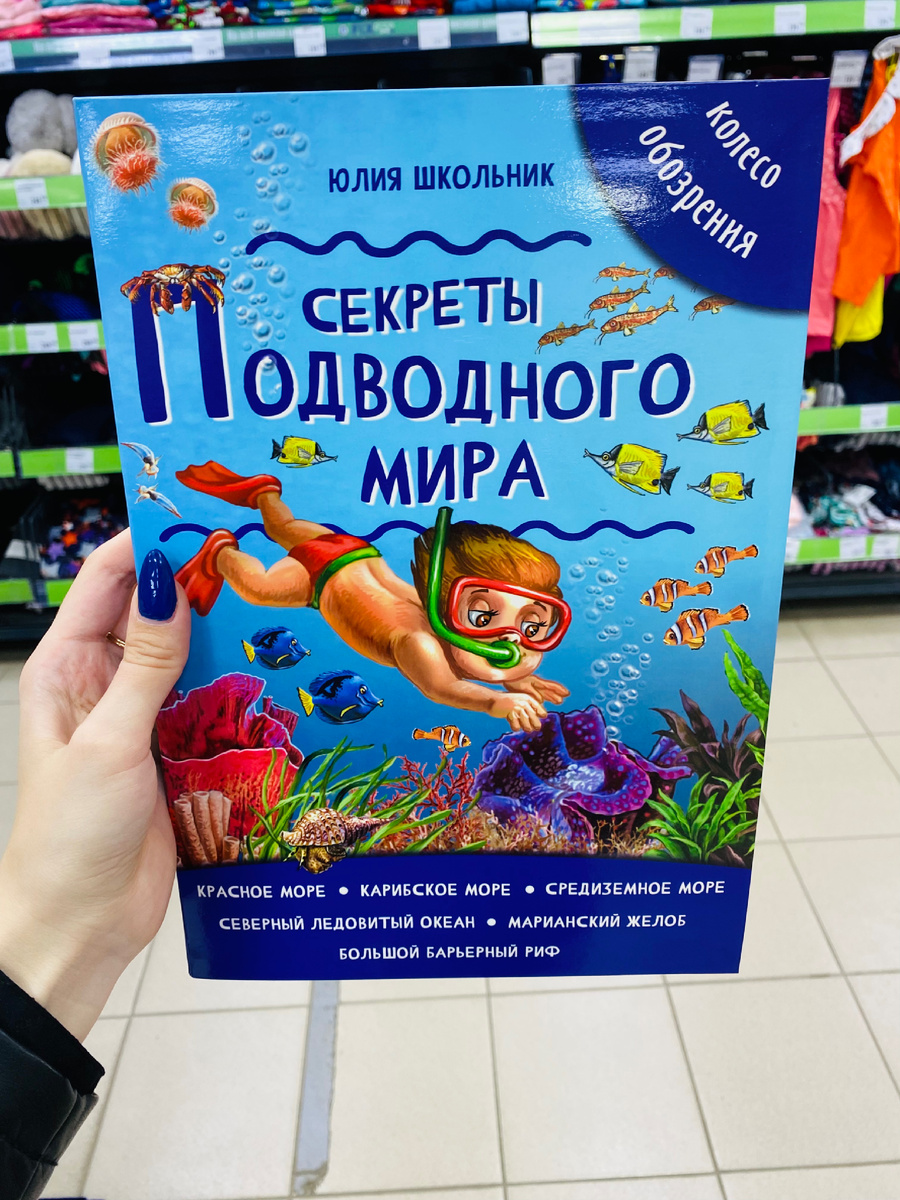 КОЛЕСО
ОБОЗРЕНИЯ
ЮЛИЯ ШКОЛЬНИК
СЕКРЕТЫ
ПОДВОДНОГО
МИРА
КРАСНОЕ МОРЕ • КАРИБСКОЕ МОРЕ • СРЕДИЗЕМНОЕ МОРЕ
СЕВЕРНЫЙ ЛЕДОВИТЫЙ ОКЕАН • МАРИАНСКИЙ ЖЕЛОБ
БОЛЬШОЙ БАРЬЕРНЫЙ РИФ